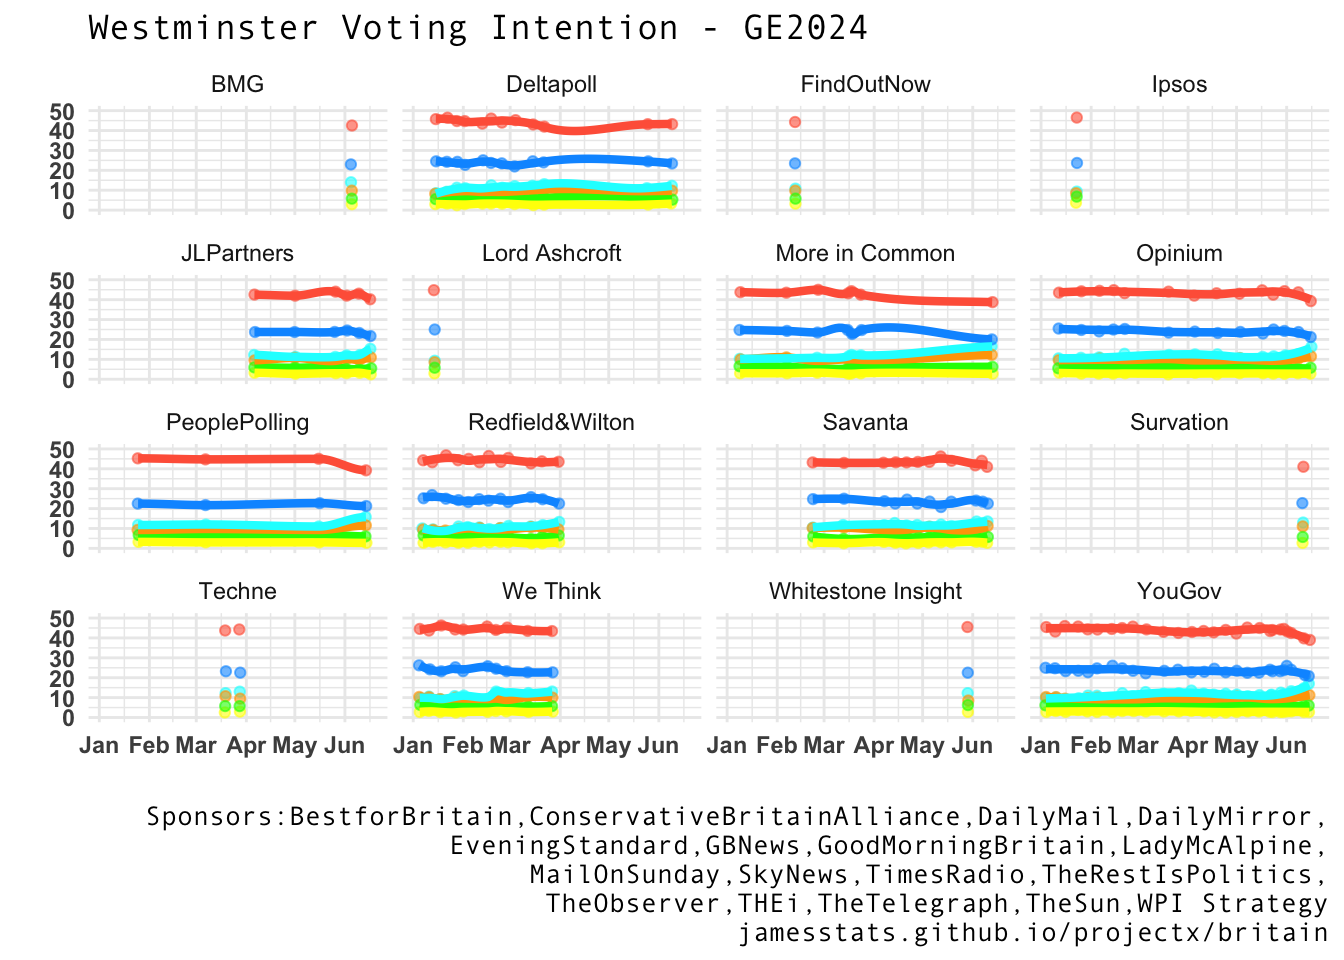 Westminster Voting Intention - GE2024
BMG Deltapoll FindOutNow Ipsos
50
40
30
20
10
0
JLPartners Lord Ashcroft More in Common Opinium
50
40
30
20
10
0
PeoplePolling Redfield&Wilton Savanta Survation
50
40
30
20
10
0
Techne We Think Whitestone Insight YouGov
50
40
30
20
10
0
Jan Feb Mar Apr May Jun Jan Feb Mar Apr May Jun Jan Feb Mar Apr May Jun Jan Feb Mar Apr May Jun
Sponsors:BestforBritain,ConservativeBritainAlliance,DailyMail,DailyMirror,
EveningStandard,GBNews,GoodMorningBritain,LadyMcAlpine,
MailOnSunday,SkyNews,TimesRadio,TheRestIsPolitics,
TheObserver,THEi,TheTelegraph,TheSun,WPI Strategy
jamesstats.github.io/projectx/britain